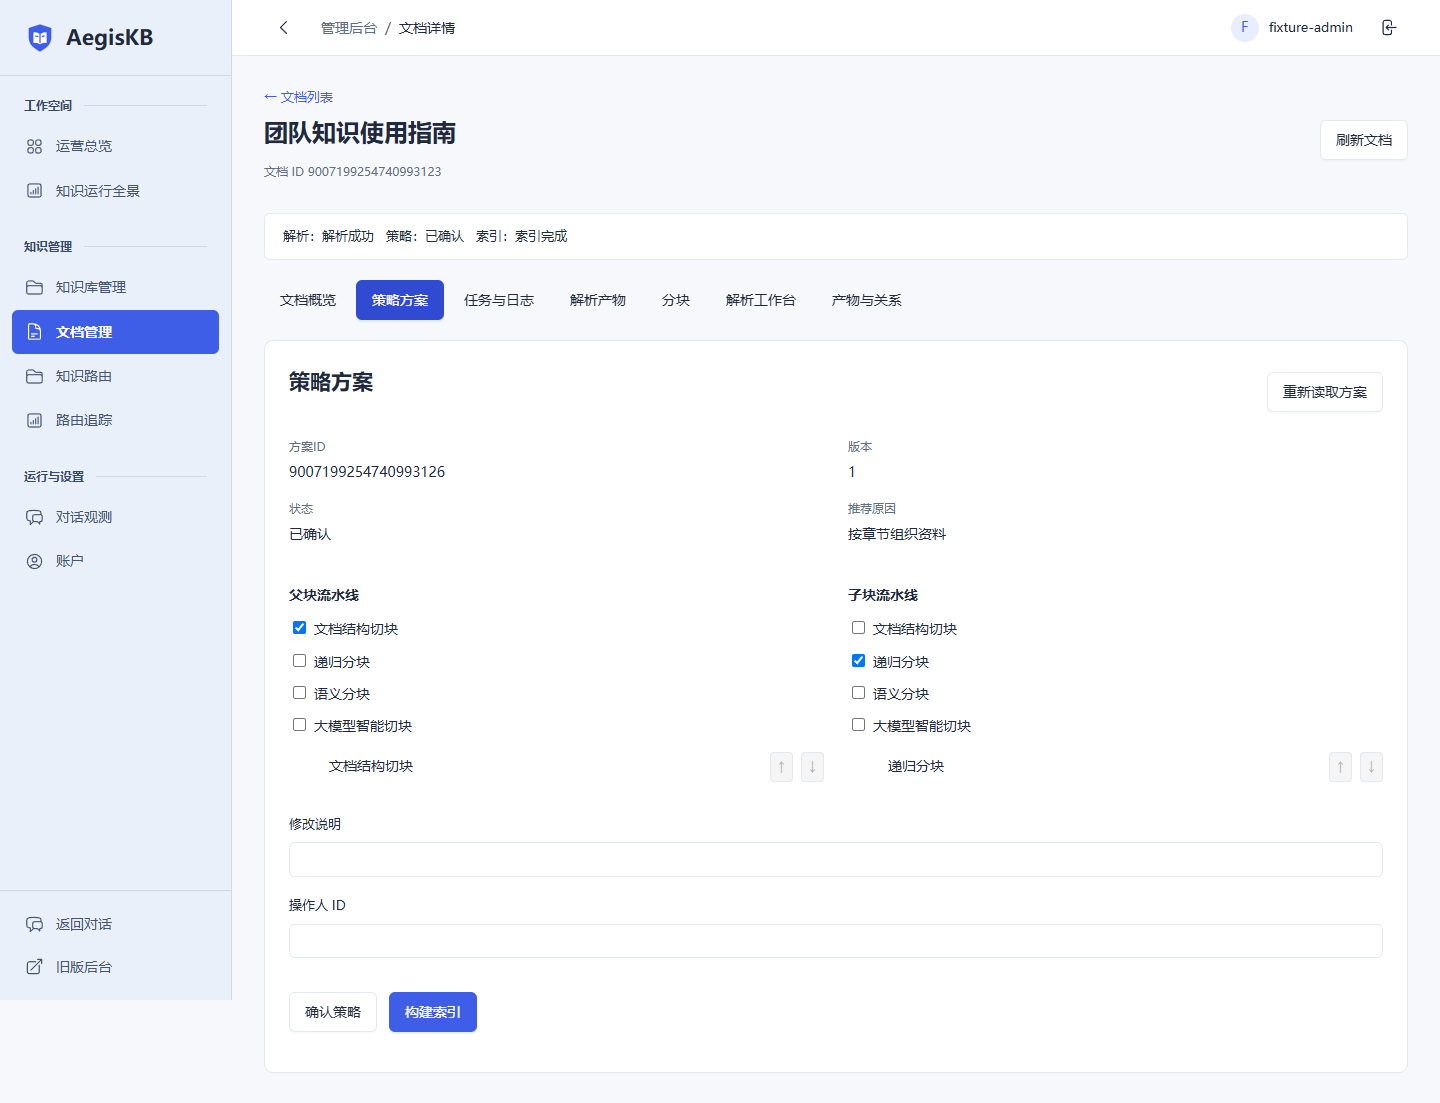 AegisKB
管理后台 / 文档详情
F fixture-admin
工作空间
运营总览
知识运行全景
知识管理
知识库管理
文档管理
知识路由
路由追踪
运行与设置
对话观测
账户
返回对话
旧版后台
← 文档列表
团队知识使用指南
文档 ID 9007199254740993123
刷新文档
解析：解析成功 策略：已确认 索引：索引完成
文档概览 策略方案 任务与日志 解析产物 分块 解析工作台 产物与关系
策略方案
重新读取方案
方案ID
9007199254740993126
版本
1
状态
已确认
推荐原因
按章节组织资料
父块流水线
文档结构切块
递归分块
语义分块
大模型智能切块
文档结构切块 ↑ ↓
子块流水线
文档结构切块
递归分块
语义分块
大模型智能切块
递归分块 ↑ ↓
修改说明
操作人 ID
确认策略 构建索引